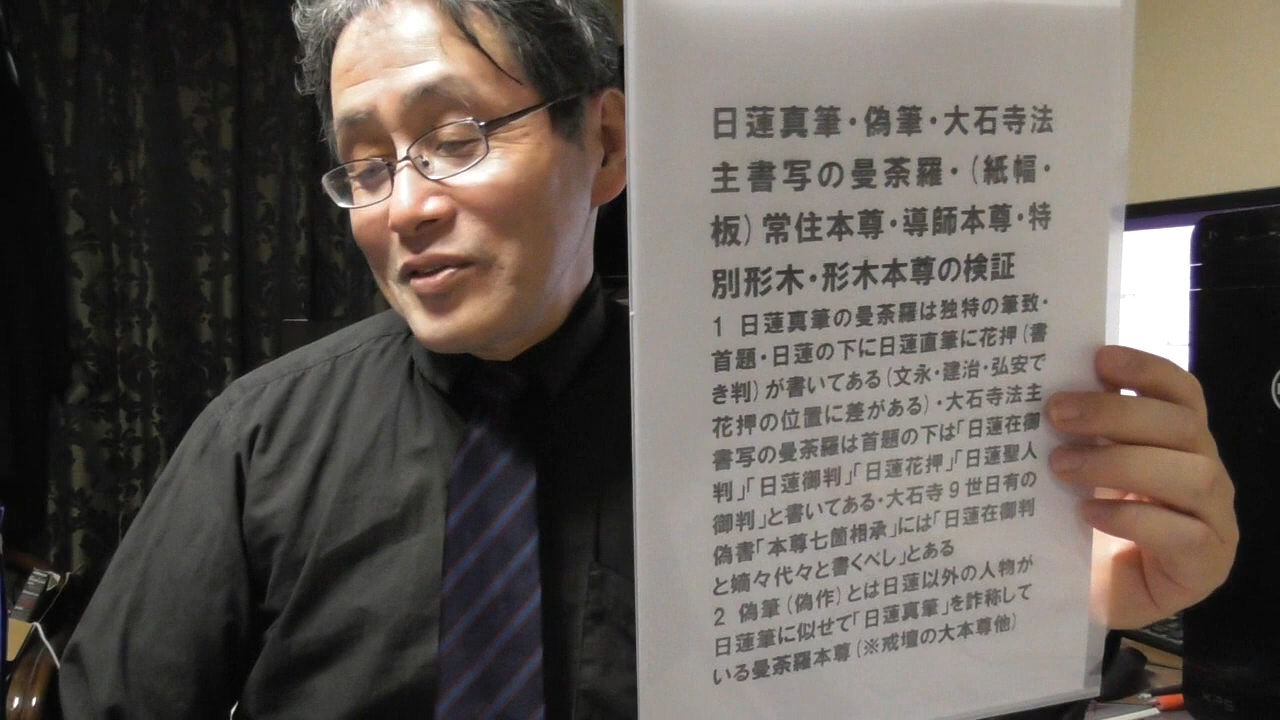 日蓮真筆・偽筆・大石寺法
主書写の曼荼羅・(紙幅・
板)常住本尊・導師本尊・特
別形木・形木本尊の検証
1 日蓮真筆の曼荼羅は独特の筆致・
首題・日蓮の下に日蓮直筆に花押(書
き判)が書いてある(文永・建治・弘安で
花押の位置に差がある)・大石寺法主
書写の曼荼羅は首題の下は「日蓮在御
判」「日蓮御判」「日蓮花押」「日蓮聖人
御判」と書いてある・大石寺9世日有の
偽書「本尊七箇相承」には「日蓮在御判
と嫡々代々と書くべし」とある
2 偽筆(偽作)とは日蓮以外の人物が
日蓮筆に似せて「日蓮真筆」を詐称して
いる曼荼羅本尊(※戒壇の大本尊他)
XPS